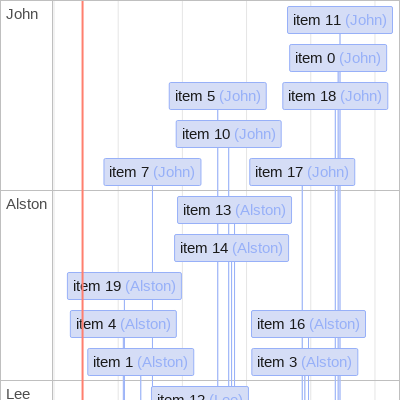 John
item 11 (John)
item 0 (John)
item 5 (John)
item 18 (John)
item 10 (John)
item 7 (John)
item 17 (John)
Alston
item 13 (Alston)
item 14 (Alston)
item 19 (Alston)
item 4 (Alston)
item 16 (Alston)
item 1 (Alston)
item 3 (Alston)
Lee
item 12 (Lee)